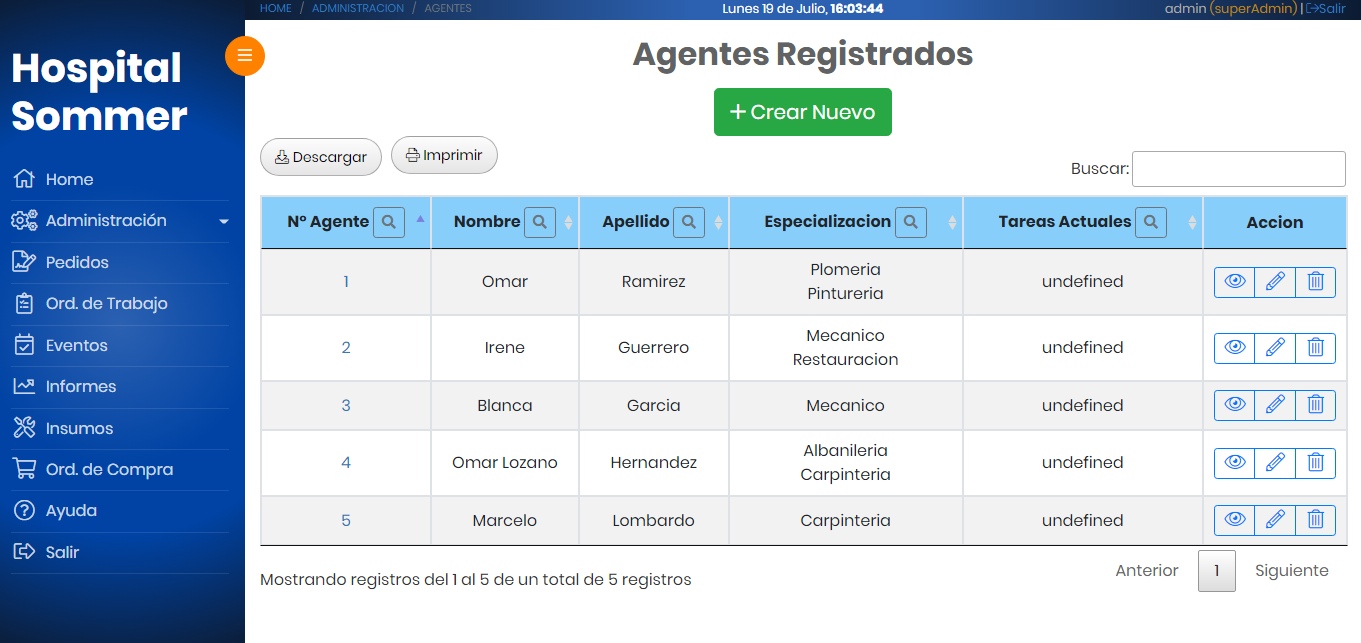 HOME / ADMINISTRACION / AGENTES
Lunes 19 de Julio, 16:03:44
admin (superAdmin) | Salir
Hospital
Sommer
Home
Administración
Pedidos
Ord. de Trabajo
Eventos
Informes
Insumos
Ord. de Compra
Ayuda
Salir
Agentes Registrados
+ Crear Nuevo
Descargar
Imprimir
Buscar:
N° Agente Nombre Apellido Especializacion Tareas Actuales Accion
1 Omar Ramirez Plomeria undefined
Pintureria
2 Irene Guerrero Mecanico undefined
Restauracion
3 Blanca Garcia Mecanico undefined
4 Omar Lozano Hernandez Albanileria undefined
Carpinteria
5 Marcelo Lombardo Carpinteria undefined
Mostrando registros del 1 al 5 de un total de 5 registros
Anterior 1 Siguiente